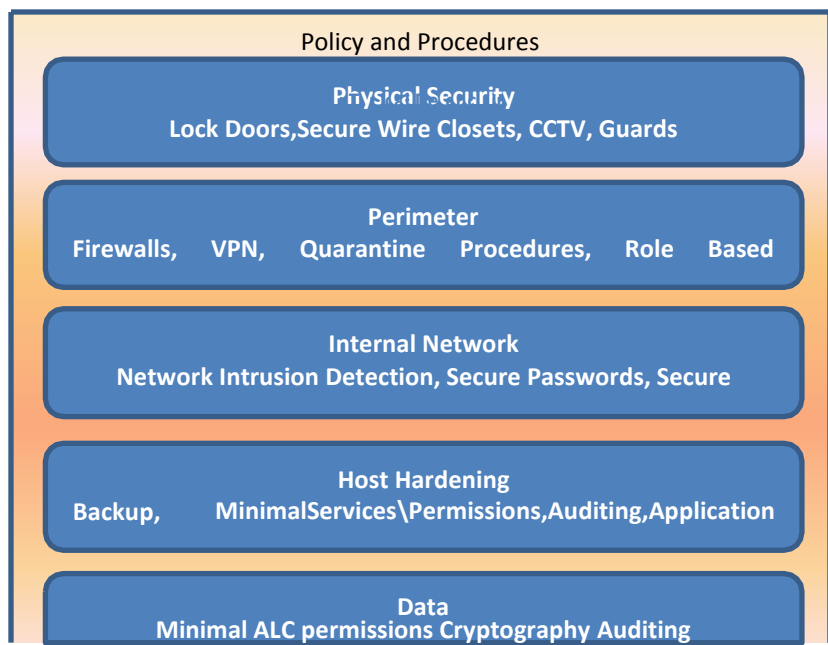 Policy and Procedures
Physical Security
Lock Doors,Secure Wire Closets, CCTV, Guards
Perimeter
Firewalls, VPN, Quarantine Procedures, Role Based
Internal Network
Network Intrusion Detection, Secure Passwords, Secure
Host Hardening
Backup, MinimalServices\Permissions,Auditing,Application
Data
Minimal ALC permissions Cryptography Auditing